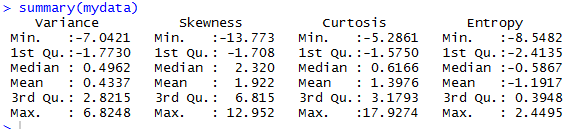 > summary(mydata)
    Variance          Skewness          Curtosis          Entropy
 Min.   :-7.0421   Min.   :-13.773   Min.   :-5.2861   Min.   :-8.5482
 1st Qu.:-1.7730   1st Qu.: -1.708   1st Qu.:-1.5750   1st Qu.:-2.4135
 Median : 0.4962   Median :  2.320   Median : 0.6166   Median :-0.5867
 Mean   : 0.4337   Mean   :  1.922   Mean   : 1.3976   Mean   :-1.1917
 3rd Qu.: 2.8215   3rd Qu.:  6.815   3rd Qu.: 3.1793   3rd Qu.: 0.3948
 Max.   : 6.8248   Max.   : 12.952   Max.   :17.9274   Max.   : 2.4495
>